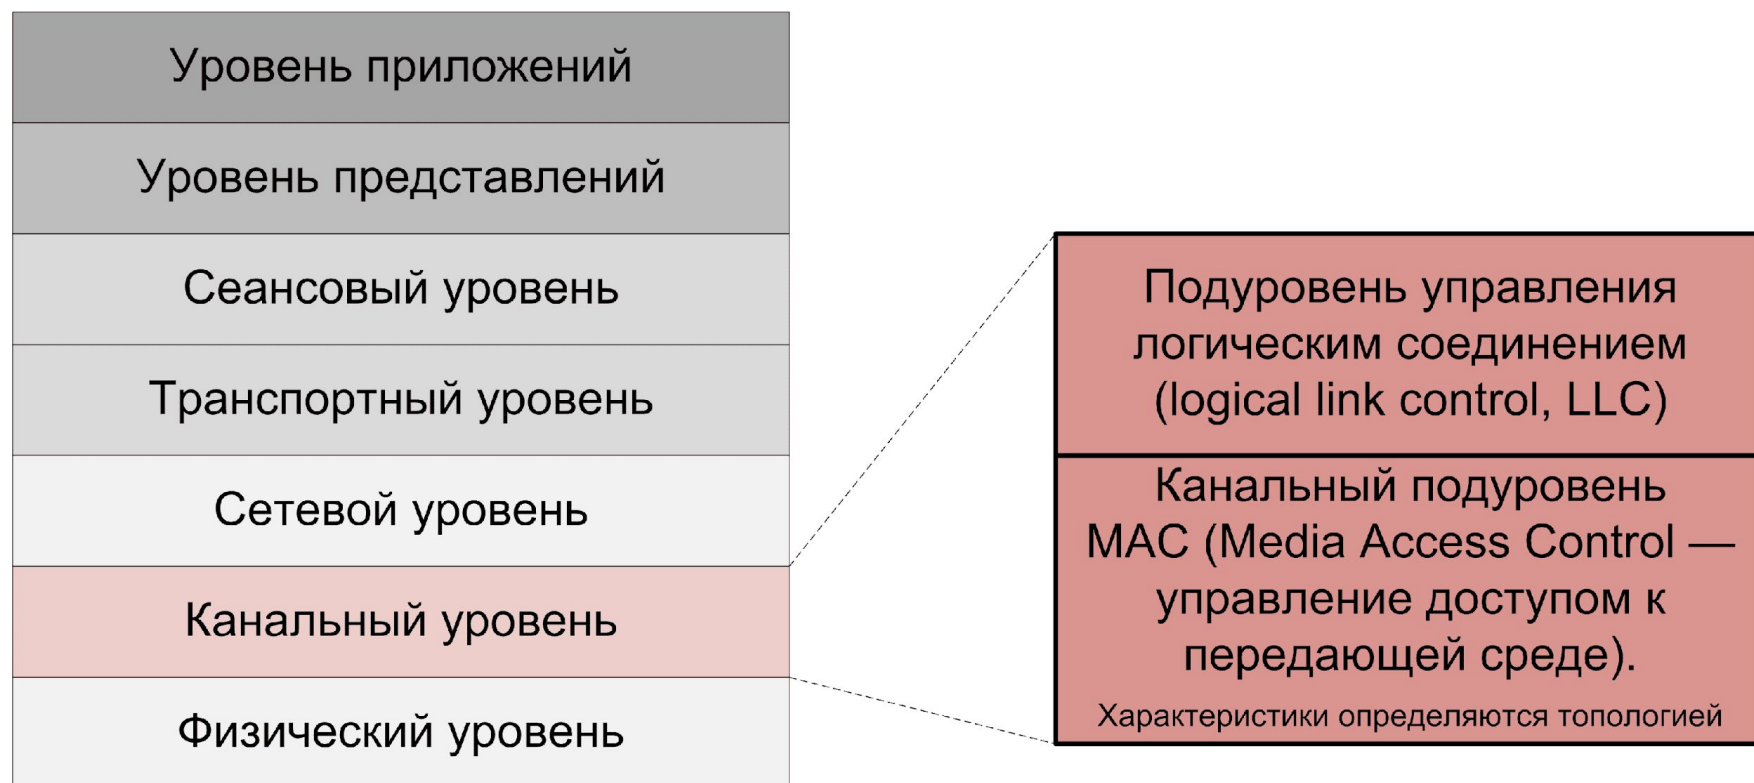 Уровень приложений
Уровень представлений
Сеансовый уровень
Транспортный уровень
Сетевой уровень
Канальный уровень
Физический уровень
Подуровень управления
логическим соединением
(logical link control, LLC)
Канальный подуровень
MAC (Media Access Control —
управление доступом к
передающей среде).
Характеристики определяются топологией